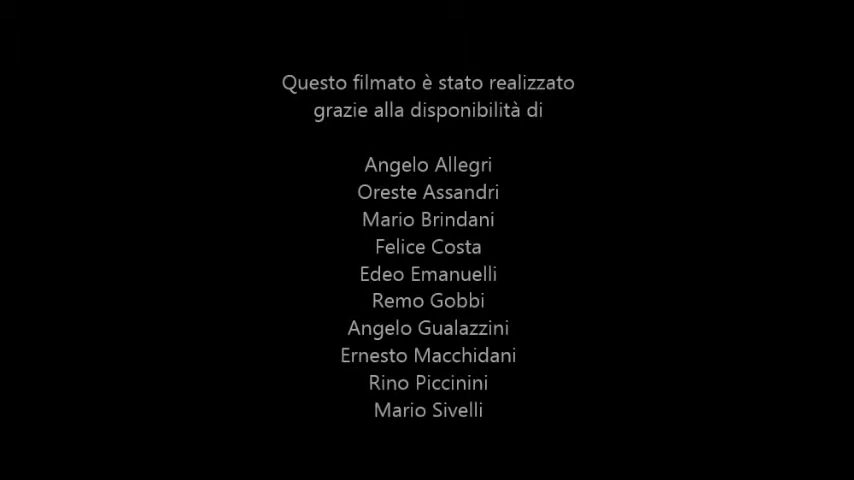 Questo filmato è stato realizzato
grazie alla disponibilità di
Angelo Allegri
Oreste Assandri
Mario Brindani
Felice Costa
Edeo Emanuelli
Remo Gobbi
Angelo Gualazzini
Ernesto Macchidani
Rino Piccinini
Mario Sivelli